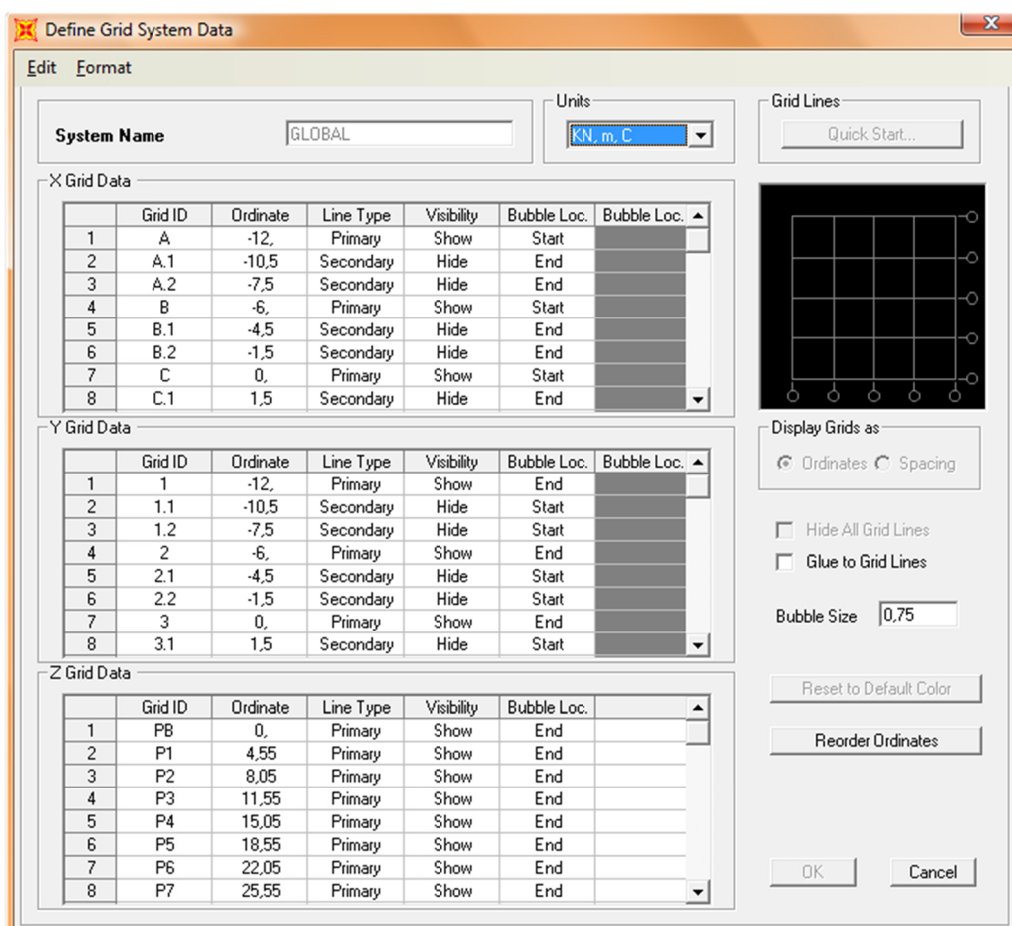 Define Grid System Data
Edit Format
System Name GLOBAL
Units
KN, m, C
Grid Lines
Quick Start...
X Grid Data
Grid ID Ordinate Line Type Visibility Bubble Loc. Bubble Loc.
1 A -12, Primary Show Start
2 A.1 -10,5 Secondary Hide End
3 A.2 -7,5 Secondary Hide End
4 B -6, Primary Show Start
5 B.1 -4,5 Secondary Hide End
6 B.2 -1,5 Secondary Hide End
7 C 0, Primary Show Start
8 C.1 1,5 Secondary Hide End
Y Grid Data
Grid ID Ordinate Line Type Visibility Bubble Loc. Bubble Loc.
1 1 -12, Primary Show End
2 1.1 -10,5 Secondary Hide Start
3 1.2 -7,5 Secondary Hide Start
4 2 -6, Primary Show End
5 2.1 -4,5 Secondary Hide Start
6 2.2 -1,5 Secondary Hide Start
7 3 0, Primary Show End
8 3.1 1,5 Secondary Hide Start
Z Grid Data
Grid ID Ordinate Line Type Visibility Bubble Loc.
1 PB 0, Primary Show End
2 P1 4,55 Primary Show End
3 P2 8,05 Primary Show End
4 P3 11,55 Primary Show End
5 P4 15,05 Primary Show End
6 P5 18,55 Primary Show End
7 P6 22,05 Primary Show End
8 P7 25,55 Primary Show End
Display Grids as
Ordinates Spacing
Hide All Grid Lines
Glue to Grid Lines
Bubble Size 0,75
Reset to Default Color
Reorder Ordinates
OK Cancel